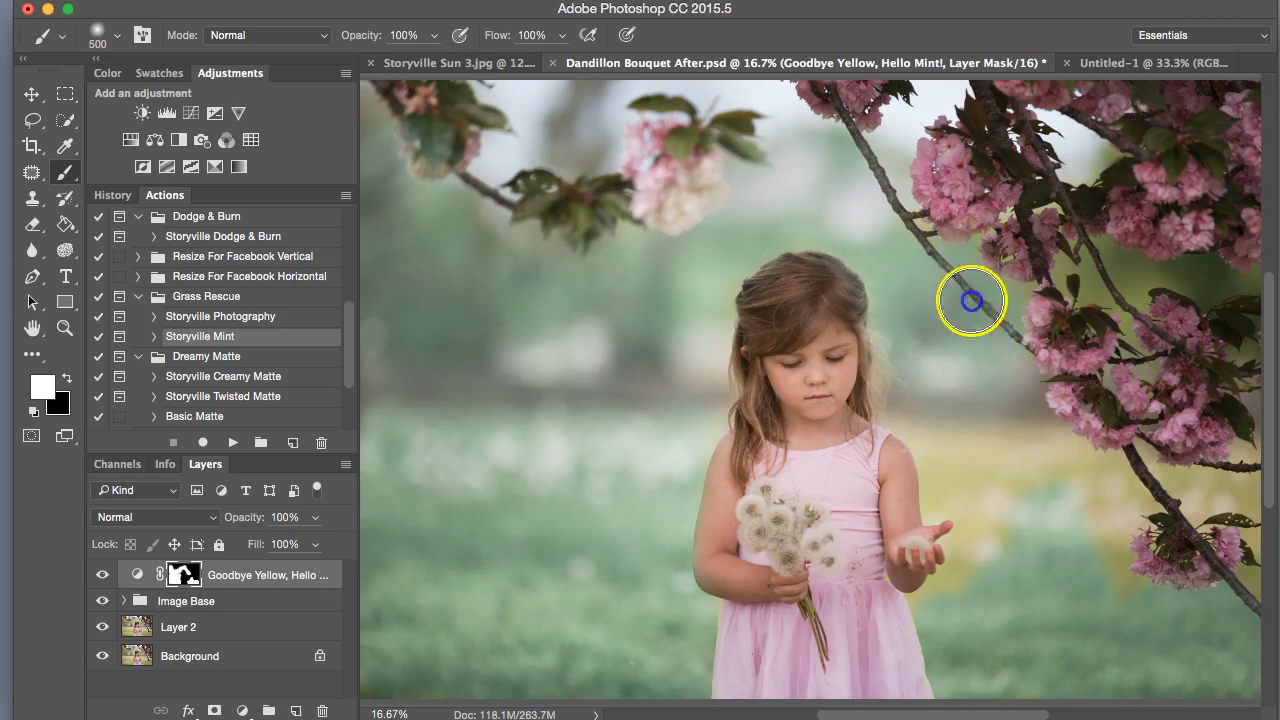 Adobe Photoshop CC 2015.5
500 Mode: Normal Opacity: 100% Flow: 100% Essentials
Storyville Sun 3.jpg @ 12.... Dandillon Bouquet After.psd @ 16.7% (Goodbye Yellow, Hello Mint!, Layer Mask/16) * Untitled-1 @ 33.3% (RGB...
Color Swatches Adjustments
Add an adjustment
History Actions
Dodge & Burn
Storyville Dodge & Burn
Resize For Facebook Vertical
Resize For Facebook Horizontal
Grass Rescue
Storyville Photography
Storyville Mint
Dreamy Matte
Storyville Creamy Matte
Storyville Twisted Matte
Basic Matte
Channels Info Layers
Kind
Normal Opacity: 100%
Lock: Fill: 100%
Goodbye Yellow, Hello ...
Image Base
Layer 2
Background
fx
16.67% Doc: 118.1M/263.7M